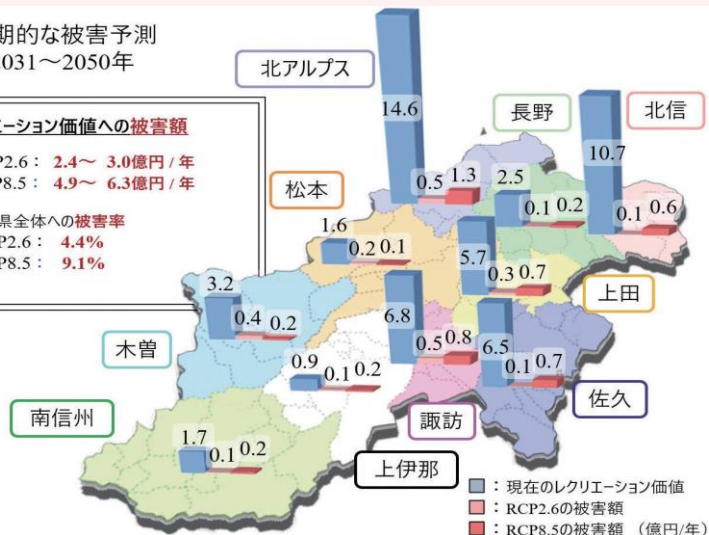 期的な被害予測
2031～2050年
エーション価値への被害額
P2.6： 2.4～ 3.0億円 / 年
P8.5： 4.9～ 6.3億円 / 年
県全体への被害率
P2.6： 4.4%
P8.5： 9.1%
北アルプス
14.6
0.5
1.3
長野
2.5
0.1
0.2
北信
10.7
0.1
0.6
松本
1.6
0.2
0.1
5.7
0.3
0.7
上田
3.2
0.4
0.2
木曽
6.8
0.5
0.8
諏訪
6.5
0.1
0.7
佐久
0.9
0.1
0.2
上伊那
南信州
1.7
0.1
0.2
：現在のレクリエーション価値
：RCP2.6の被害額
：RCP8.5の被害額 （億円/年）